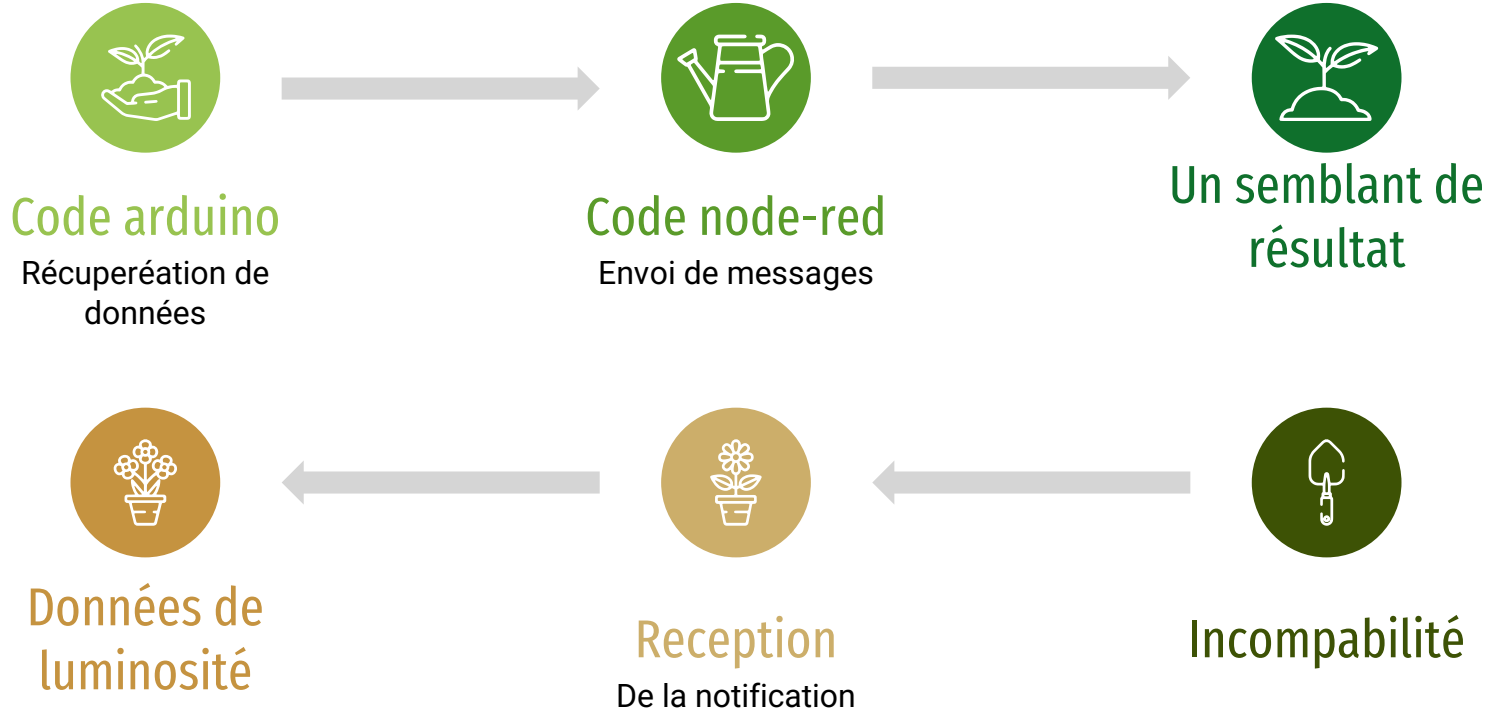 Code arduino
Récuperéation de
données
Code node-red
Envoi de messages
Un semblant de
résultat
Données de
luminosité
Reception
De la notification
Incompabilité